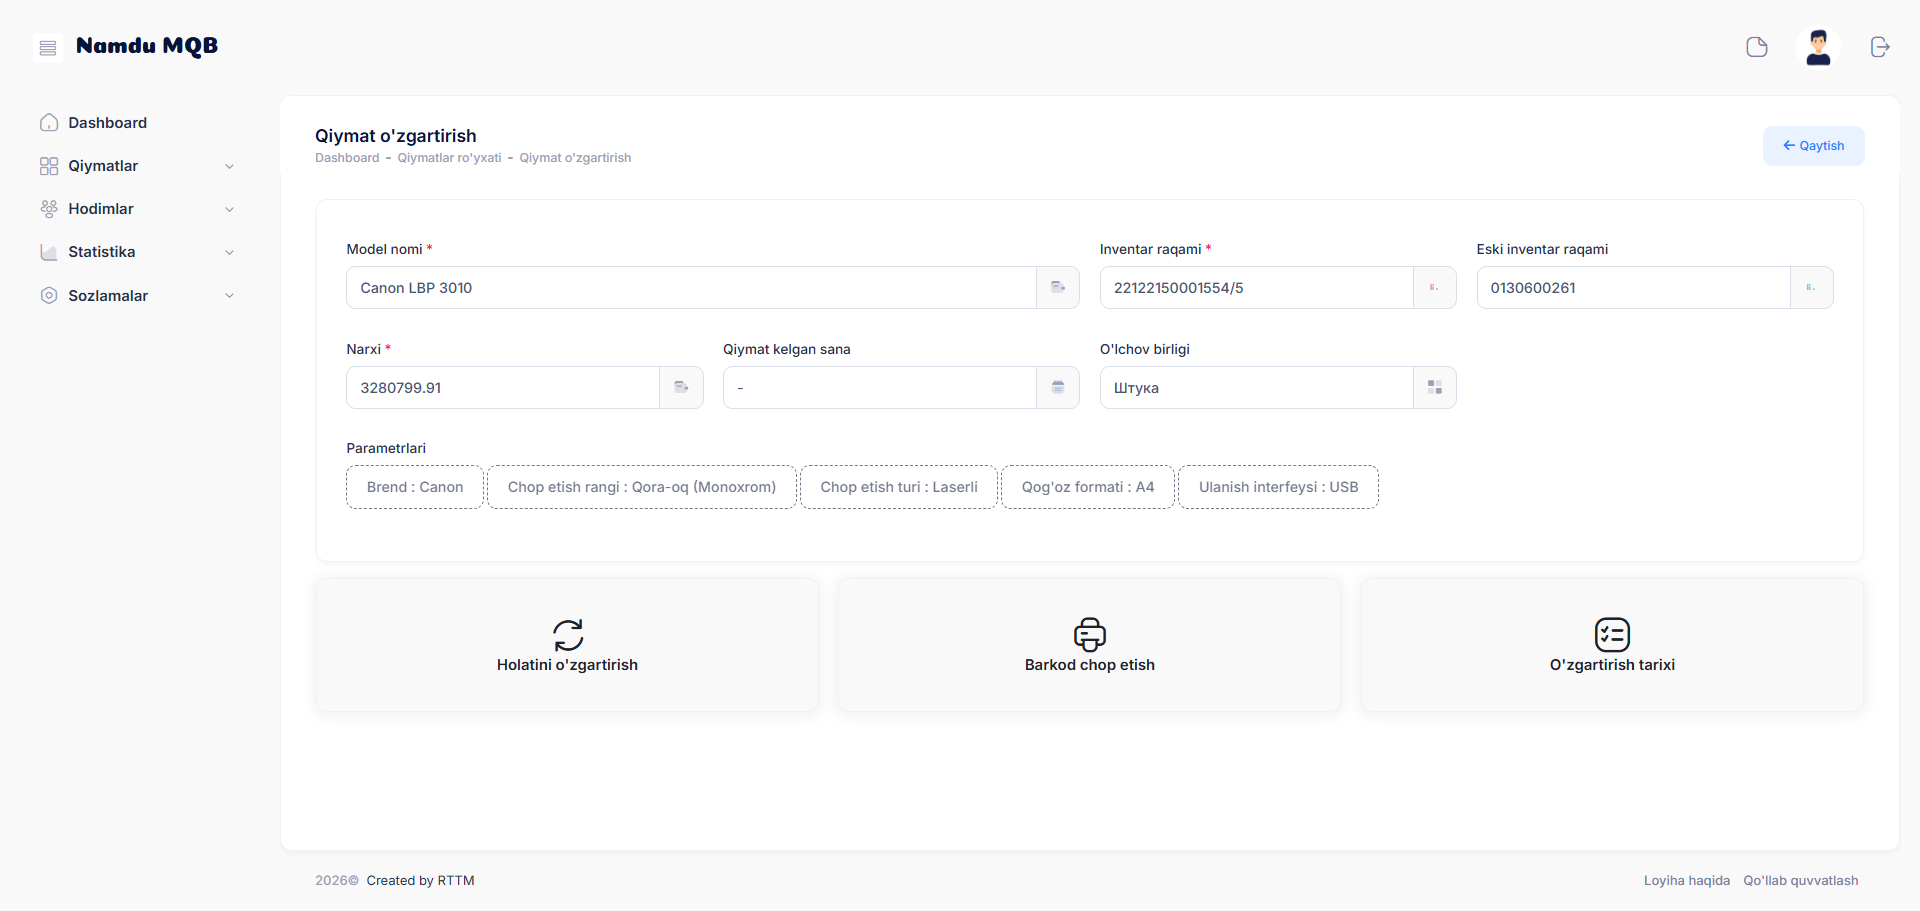 Namdu MQB
Dashboard
Qiymatlar
Hodimlar
Statistika
Sozlamalar
Qiymat o'zgartirish
Dashboard - Qiymatlar ro'yxati - Qiymat o'zgartirish
Qaytish
Model nomi *
Canon LBP 3010
Inventar raqami *
22122150001554/5
Eski inventar raqami
0130600261
Narxi *
3280799.91
Qiymat kelgan sana
-
O'lchov birligi
Штука
Parametrlari
Brend : Canon
Chop etish rangi : Qora-oq (Monoxrom)
Chop etish turi : Laserli
Qog'oz formati : A4
Ulanish interfeysi : USB
Holatini o'zgartirish
Barkod chop etish
O'zgartirish tarixi
2026© Created by RTTM
Loyiha haqida Qo'llab quvvatlash